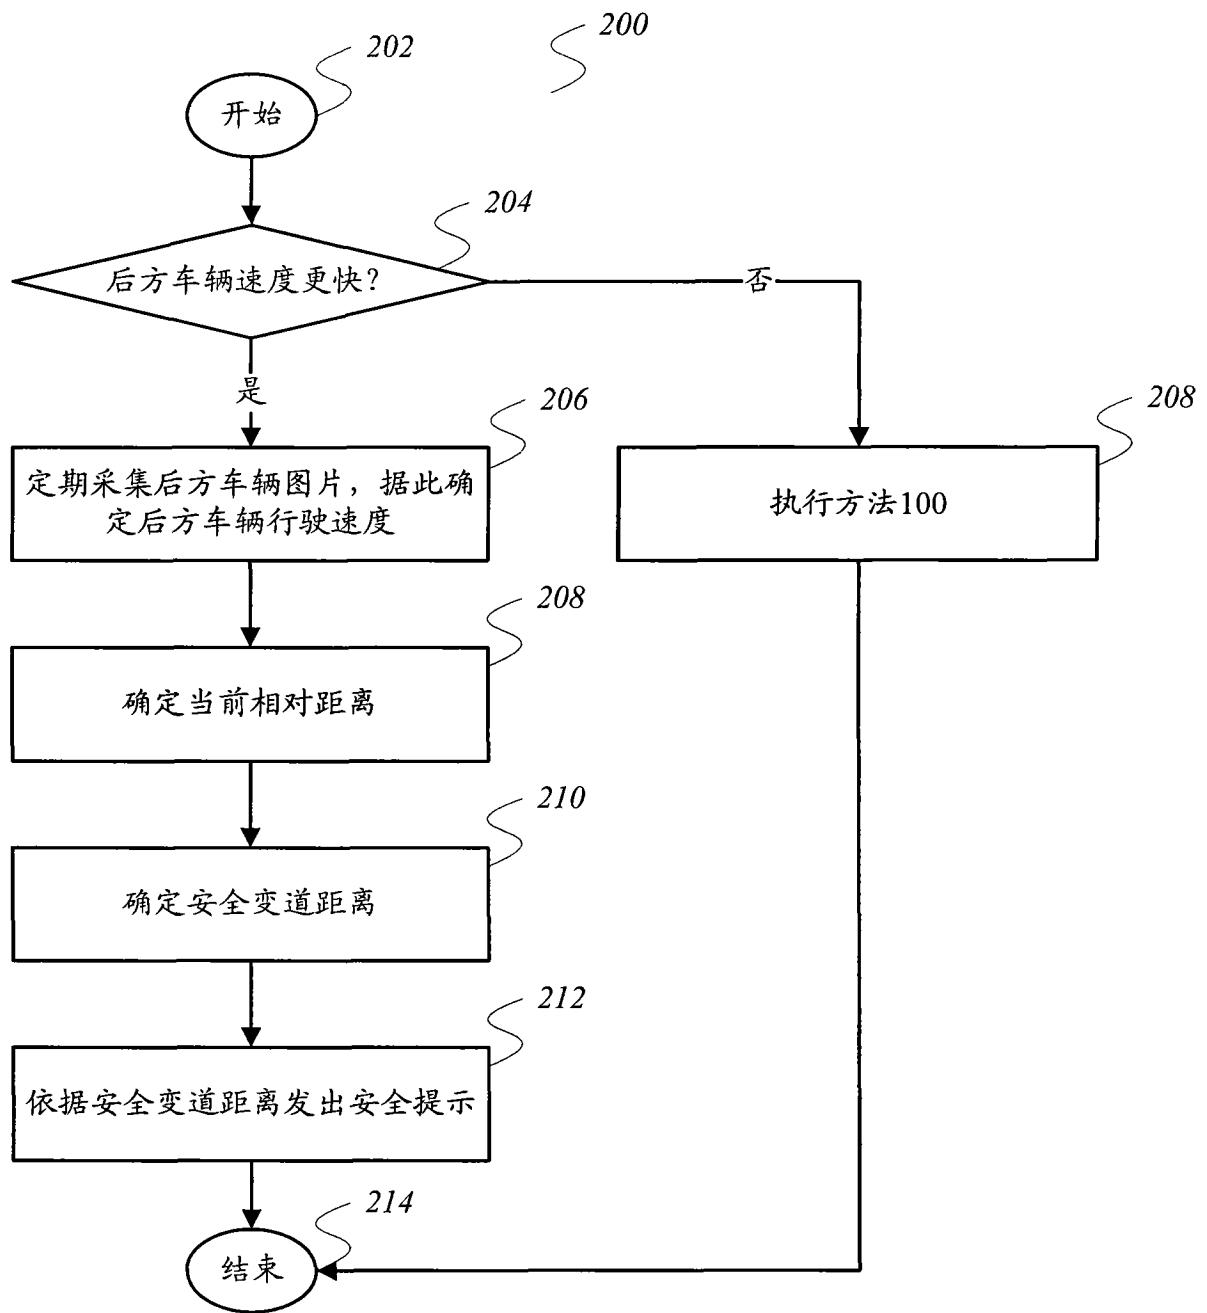 200
202
开始
204
后方车辆速度更快?
否
是
206
208
定期采集后方车辆图片，据此确
定后方车辆行驶速度
执行方法100
208
确定当前相对距离
210
确定安全变道距离
212
依据安全变道距离发出安全提示
214
结束